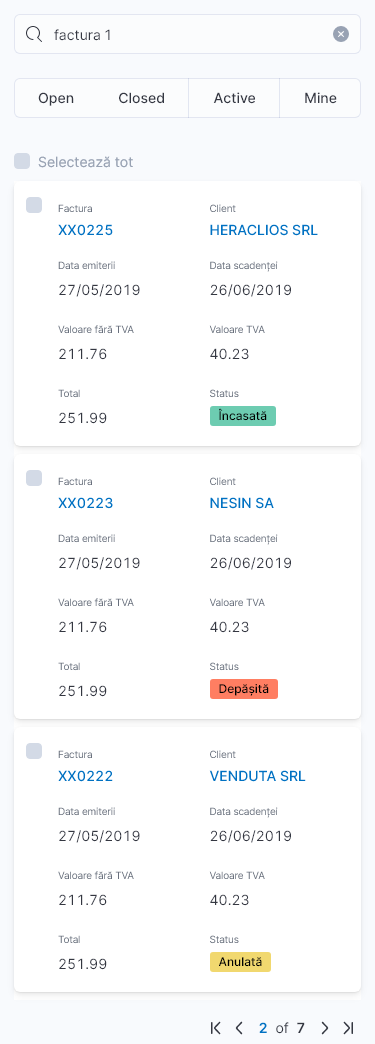 factura 1
Open Closed Active Mine
Selectează tot
Factura Client
XX0225 HERACLIOS SRL
Data emiterii Data scadenței
27/05/2019 26/06/2019
Valoare fără TVA Valoare TVA
211.76 40.23
Total Status
251.99 Încasată
Factura Client
XX0223 NESIN SA
Data emiterii Data scadenței
27/05/2019 26/06/2019
Valoare fără TVA Valoare TVA
211.76 40.23
Total Status
251.99 Depășită
Factura Client
XX0222 VENDUTA SRL
Data emiterii Data scadenței
27/05/2019 26/06/2019
Valoare fără TVA Valoare TVA
211.76 40.23
Total Status
251.99 Anulată
2 of 7